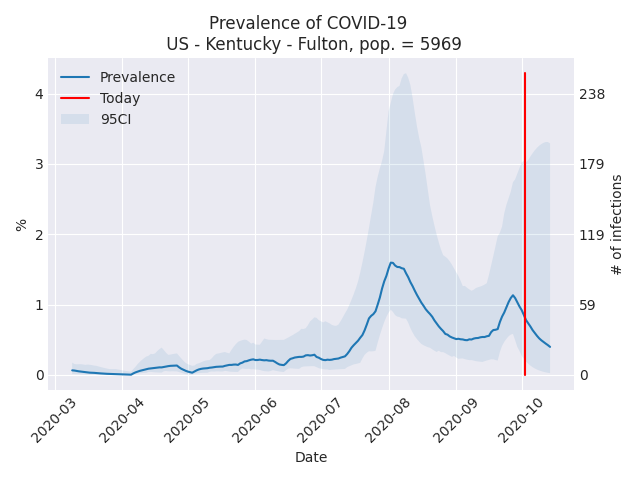 Prevalence of COVID-19
US - Kentucky - Fulton, pop. = 5969
Prevalence
Today
95CI
4
3
2
1
0
%
238
179
119
59
0
# of infections
2020-03
2020-04
2020-05
2020-06
2020-07
2020-08
2020-09
2020-10
Date